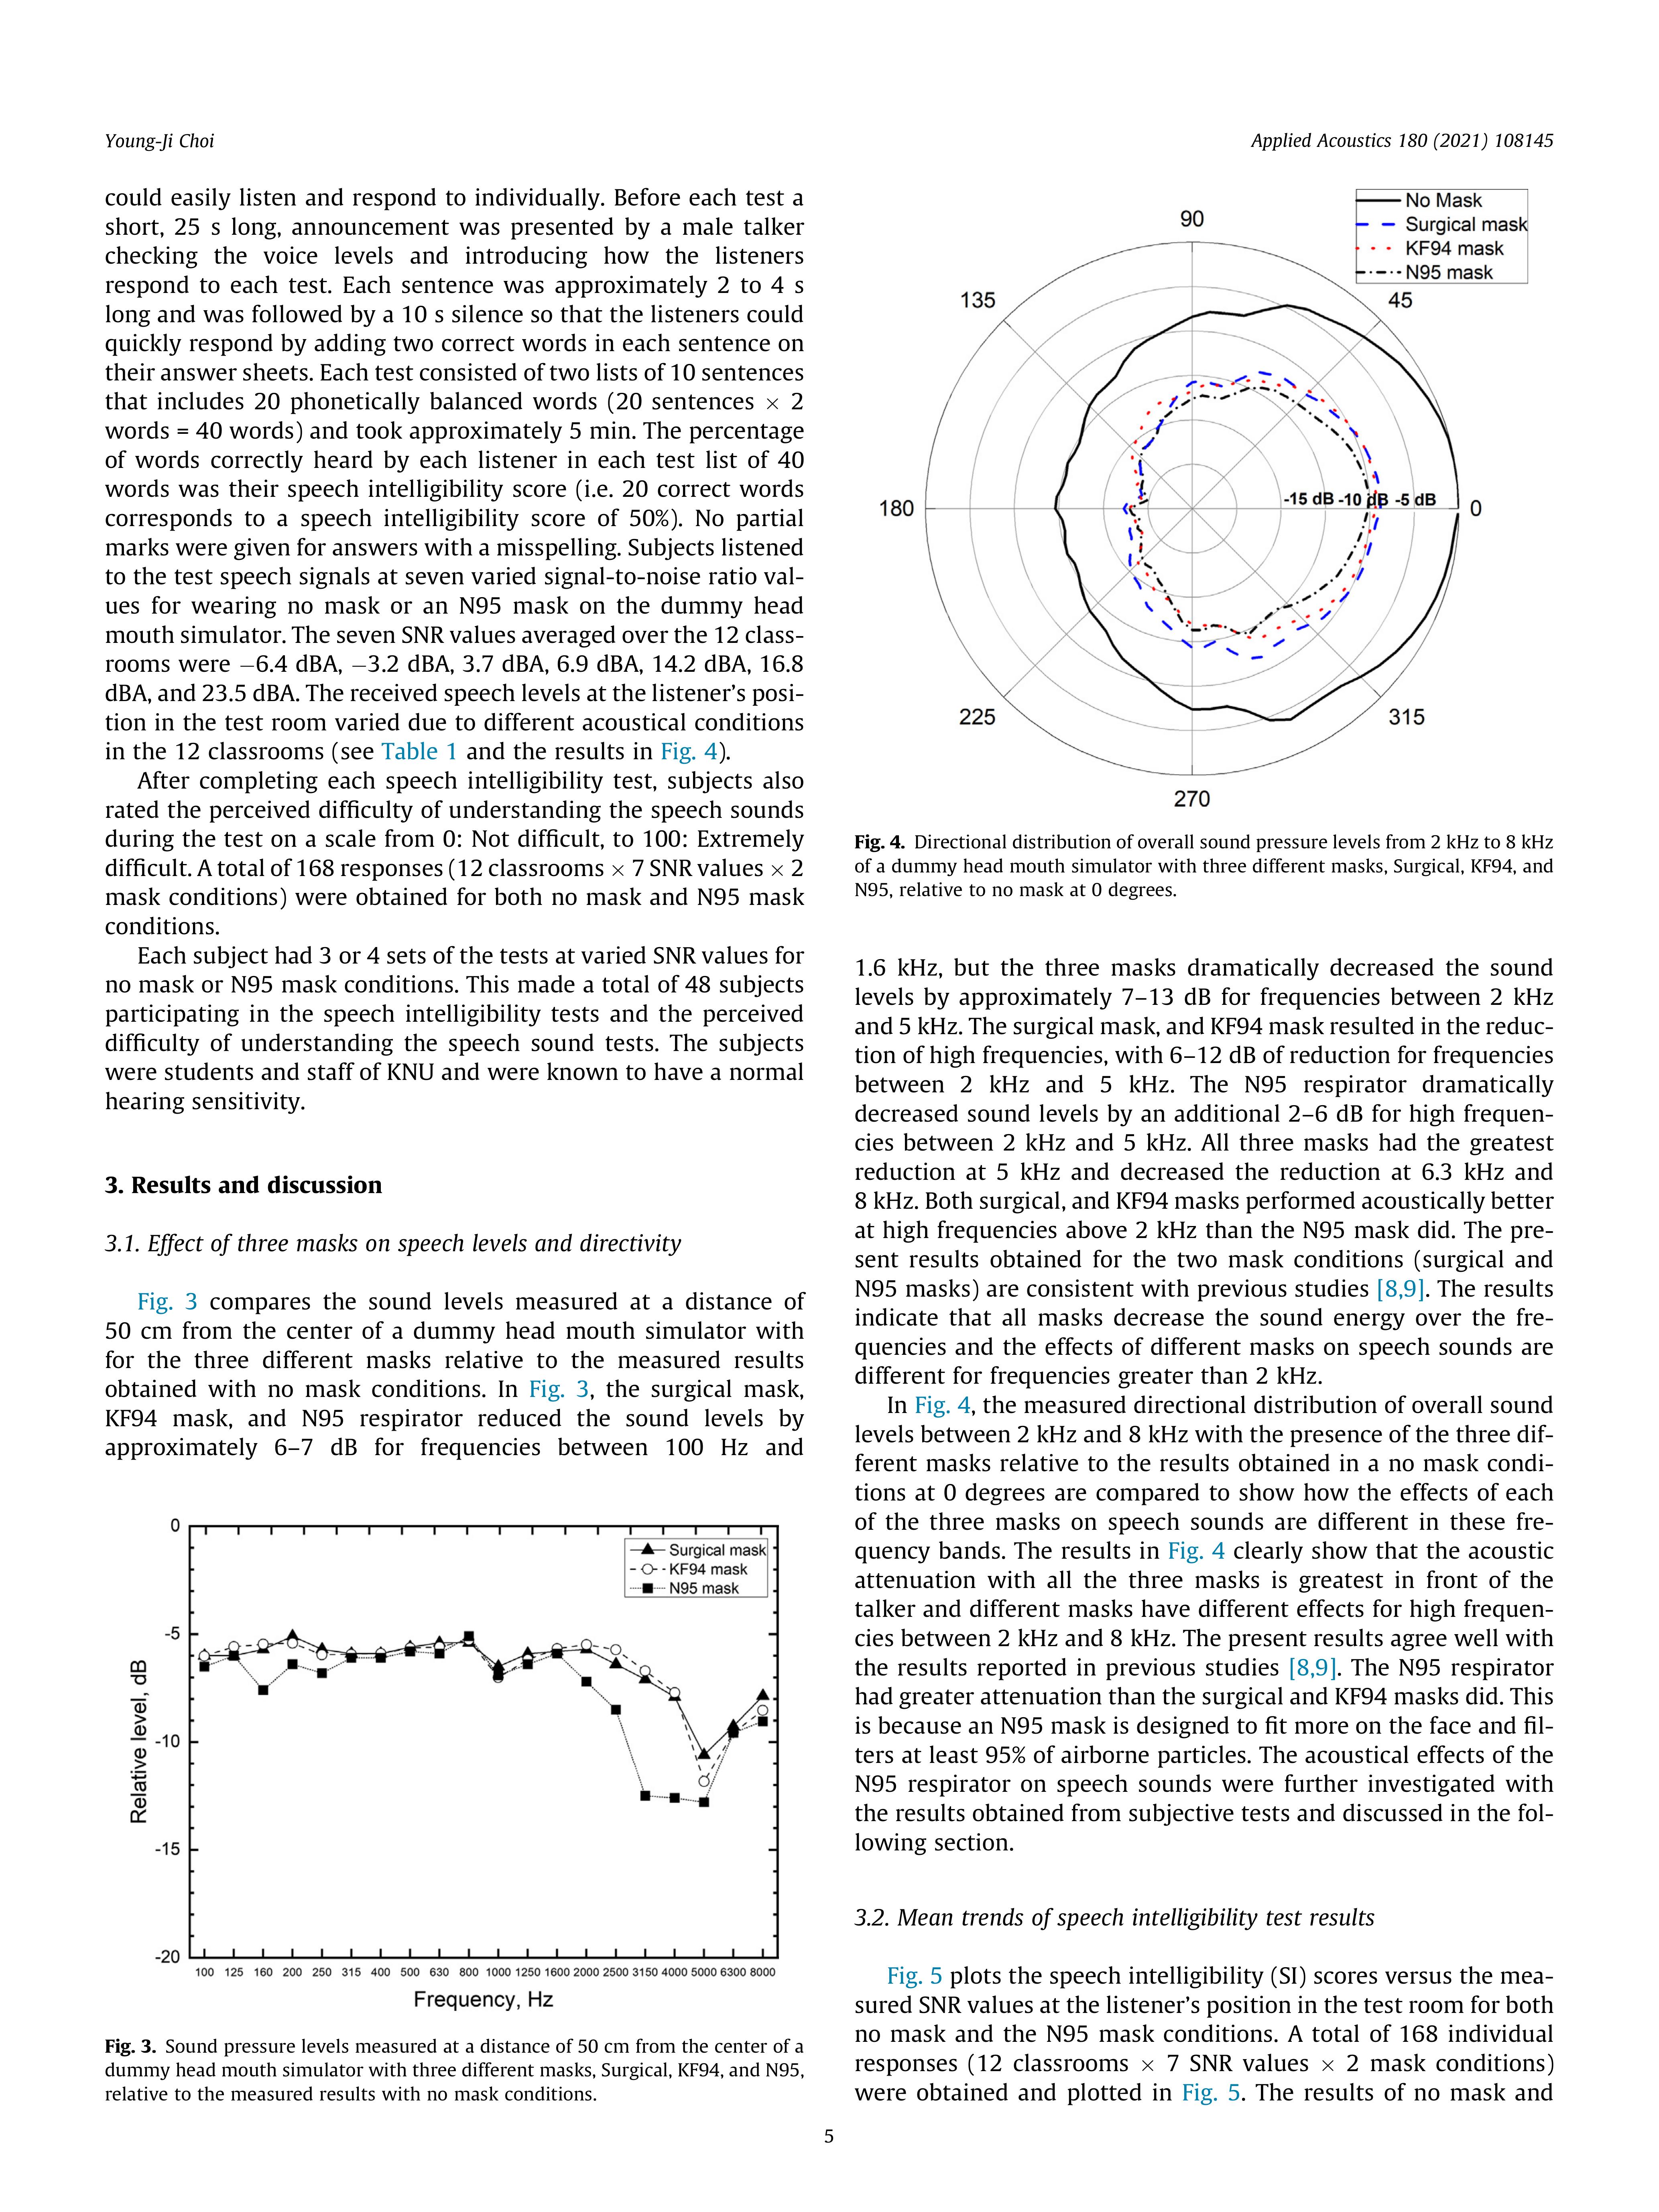 Young-Ji Choi
Applied Acoustics 180 (2021) 108145
could easily listen and respond to individually. Before each test a
short, 25 s long, announcement was presented by a male talker
checking the voice levels and introducing how the listeners
respond to each test. Each sentence was approximately 2 to 4 s
long and was followed by a 10 s silence so that the listeners could
quickly respond by adding two correct words in each sentence on
their answer sheets. Each test consisted of two lists of 10 sentences
that includes 20 phonetically balanced words (20 sentences × 2
words = 40 words) and took approximately 5 min. The percentage
of words correctly heard by each listener in each test list of 40
words was their speech intelligibility score (i.e. 20 correct words
corresponds to a speech intelligibility score of 50%). No partial
marks were given for answers with a misspelling. Subjects listened
to the test speech signals at seven varied signal-to-noise ratio val-
ues for wearing no mask or an N95 mask on the dummy head
mouth simulator. The seven SNR values averaged over the 12 class-
rooms were −6.4 dBA, −3.2 dBA, 3.7 dBA, 6.9 dBA, 14.2 dBA, 16.8
dBA, and 23.5 dBA. The received speech levels at the listener's posi-
tion in the test room varied due to different acoustical conditions
in the 12 classrooms (see Table 1 and the results in Fig. 4).
After completing each speech intelligibility test, subjects also
rated the perceived difficulty of understanding the speech sounds
during the test on a scale from 0: Not difficult, to 100: Extremely
difficult. A total of 168 responses (12 classrooms × 7 SNR values × 2
mask conditions) were obtained for both no mask and N95 mask
conditions.
Each subject had 3 or 4 sets of the tests at varied SNR values for
no mask or N95 mask conditions. This made a total of 48 subjects
participating in the speech intelligibility tests and the perceived
difficulty of understanding the speech sound tests. The subjects
were students and staff of KNU and were known to have a normal
hearing sensitivity.
3. Results and discussion
3.1. Effect of three masks on speech levels and directivity
Fig. 3 compares the sound levels measured at a distance of
50 cm from the center of a dummy head mouth simulator with
for the three different masks relative to the measured results
obtained with no mask conditions. In Fig. 3, the surgical mask,
KF94 mask, and N95 respirator reduced the sound levels by
approximately 6–7 dB for frequencies between 100 Hz and
0
-5
-10
-15
-20
Relative level, dB
Surgical mask
KF94 mask
N95 mask
100 125 160 200 250 315 400 500 630 800 1000 1250 1600 2000 2500 3150 4000 5000 6300 8000
Frequency, Hz
Fig. 3. Sound pressure levels measured at a distance of 50 cm from the center of a
dummy head mouth simulator with three different masks, Surgical, KF94, and N95,
relative to the measured results with no mask conditions.
No Mask
Surgical mask
KF94 mask
N95 mask
90
135
45
180
-15 dB -10 dB -5 dB
0
225
315
270
Fig. 4. Directional distribution of overall sound pressure levels from 2 kHz to 8 kHz
of a dummy head mouth simulator with three different masks, Surgical, KF94, and
N95, relative to no mask at 0 degrees.
1.6 kHz, but the three masks dramatically decreased the sound
levels by approximately 7–13 dB for frequencies between 2 kHz
and 5 kHz. The surgical mask, and KF94 mask resulted in the reduc-
tion of high frequencies, with 6–12 dB of reduction for frequencies
between 2 kHz and 5 kHz. The N95 respirator dramatically
decreased sound levels by an additional 2–6 dB for high frequen-
cies between 2 kHz and 5 kHz. All three masks had the greatest
reduction at 5 kHz and decreased the reduction at 6.3 kHz and
8 kHz. Both surgical, and KF94 masks performed acoustically better
at high frequencies above 2 kHz than the N95 mask did. The pre-
sent results obtained for the two mask conditions (surgical and
N95 masks) are consistent with previous studies [8,9]. The results
indicate that all masks decrease the sound energy over the fre-
quencies and the effects of different masks on speech sounds are
different for frequencies greater than 2 kHz.
In Fig. 4, the measured directional distribution of overall sound
levels between 2 kHz and 8 kHz with the presence of the three dif-
ferent masks relative to the results obtained in a no mask condi-
tions at 0 degrees are compared to show how the effects of each
of the three masks on speech sounds are different in these fre-
quency bands. The results in Fig. 4 clearly show that the acoustic
attenuation with all the three masks is greatest in front of the
talker and different masks have different effects for high frequen-
cies between 2 kHz and 8 kHz. The present results agree well with
the results reported in previous studies [8,9]. The N95 respirator
had greater attenuation than the surgical and KF94 masks did. This
is because an N95 mask is designed to fit more on the face and fil-
ters at least 95% of airborne particles. The acoustical effects of the
N95 respirator on speech sounds were further investigated with
the results obtained from subjective tests and discussed in the fol-
lowing section.
3.2. Mean trends of speech intelligibility test results
Fig. 5 plots the speech intelligibility (SI) scores versus the mea-
sured SNR values at the listener's position in the test room for both
no mask and the N95 mask conditions. A total of 168 individual
responses (12 classrooms × 7 SNR values × 2 mask conditions)
were obtained and plotted in Fig. 5. The results of no mask and
5